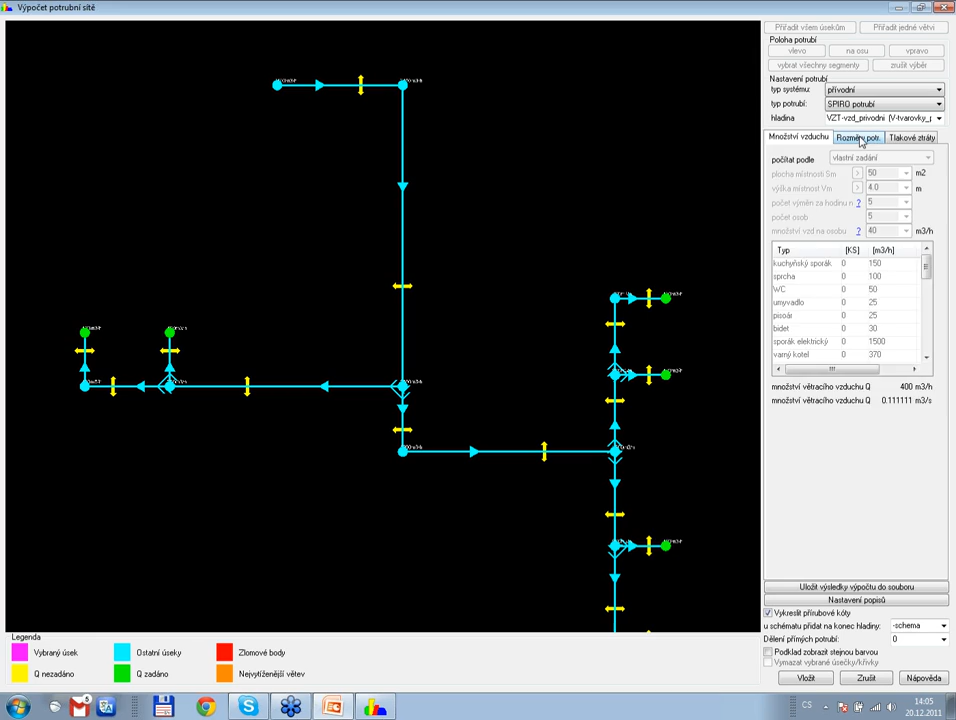 Výpočet potrubní sítě
Přiřadit všem úsekům
Přiřadit jedné větvi
Poloha potrubí
vlevo
na osu
vpravo
vybrat všechny segmenty
zrušit výběr
Nastavení potrubí
typ systému:
přívodní
typ potrubí:
SPIRO potrubí
hladina
VZT-vzd_privodni (V-tvarovky_p
Množství vzduchu
Rozměry potr.
Tlakové ztráty
počítat podle
vlastní zadání
plocha místnosti Sm
>
50
m2
výška místnost Vm
>
4.0
m
počet výměn za hodinu n
?
5
počet osob
5
množství vzd na osobu
?
40
m3/h
Typ [KS] [m3/h]
kuchyňský sporák 0 150
sprcha 0 100
WC 0 50
umyvadlo 0 25
pisoár 0 25
bidet 0 30
sporák elektrický 0 1500
varný kotel 0 370
množství větracího vzduchu Q 400 m3/h
množství větracího vzduchu Q 0.111111 m3/s
Uložit výsledky výpočtu do souboru
Nastavení popisů
Vykreslit přírubové kóty
u schématu přidat na konec hladiny:
-schema
Dělení přímých potrubí:
0
Podklad zobrazit stejnou barvou
Vymazat vybrané úsečky/křivky
Vložit
Zrušit
Nápověda
Legenda
Vybraný úsek
Ostatní úseky
Zlomové body
Q nezadáno
Q zadáno
Nejvytíženější větev
5
CS
14:05
20.12.2011